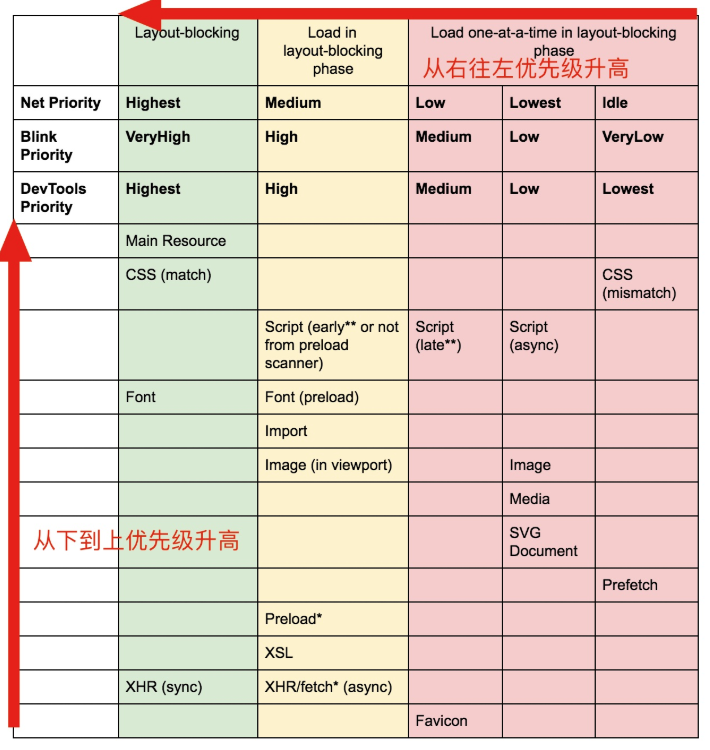 Layout-blocking
Load in
layout-blocking
phase
Load one-at-a-time in layout-blocking
phase
从右往左优先级升高
Net Priority Highest Medium Low Lowest Idle
Blink
Priority
VeryHigh High Medium Low VeryLow
DevTools
Priority
Highest High Medium Low Lowest
Main Resource
CSS (match)
CSS
(mismatch)
Script (early** or not
from preload
scanner)
Script
(late**)
Script
(async)
Font Font (preload)
Import
Image (in viewport) Image
Media
从下到上优先级升高
SVG
Document
Prefetch
Preload*
XSL
XHR (sync) XHR/fetch* (async)
Favicon